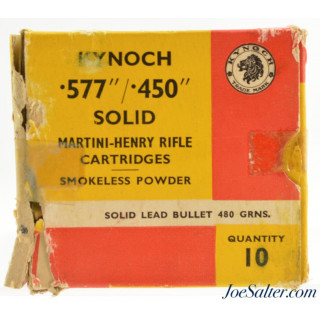 KYNOCH
·577"/·450"
SOLID
MARTINI-HENRY RIFLE
CARTRIDGES
SMOKELESS POWDER
KYNOCH
TRADE MARK
SOLID LEAD BULLET 480 GRNS.
QUANTITY
10
JoeSalter.com